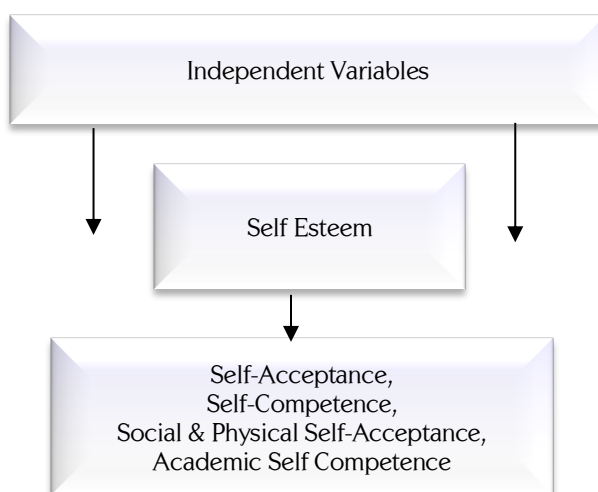 Independent Variables
Self Esteem
Self-Acceptance,
Self-Competence,
Social & Physical Self-Acceptance,
Academic Self Competence